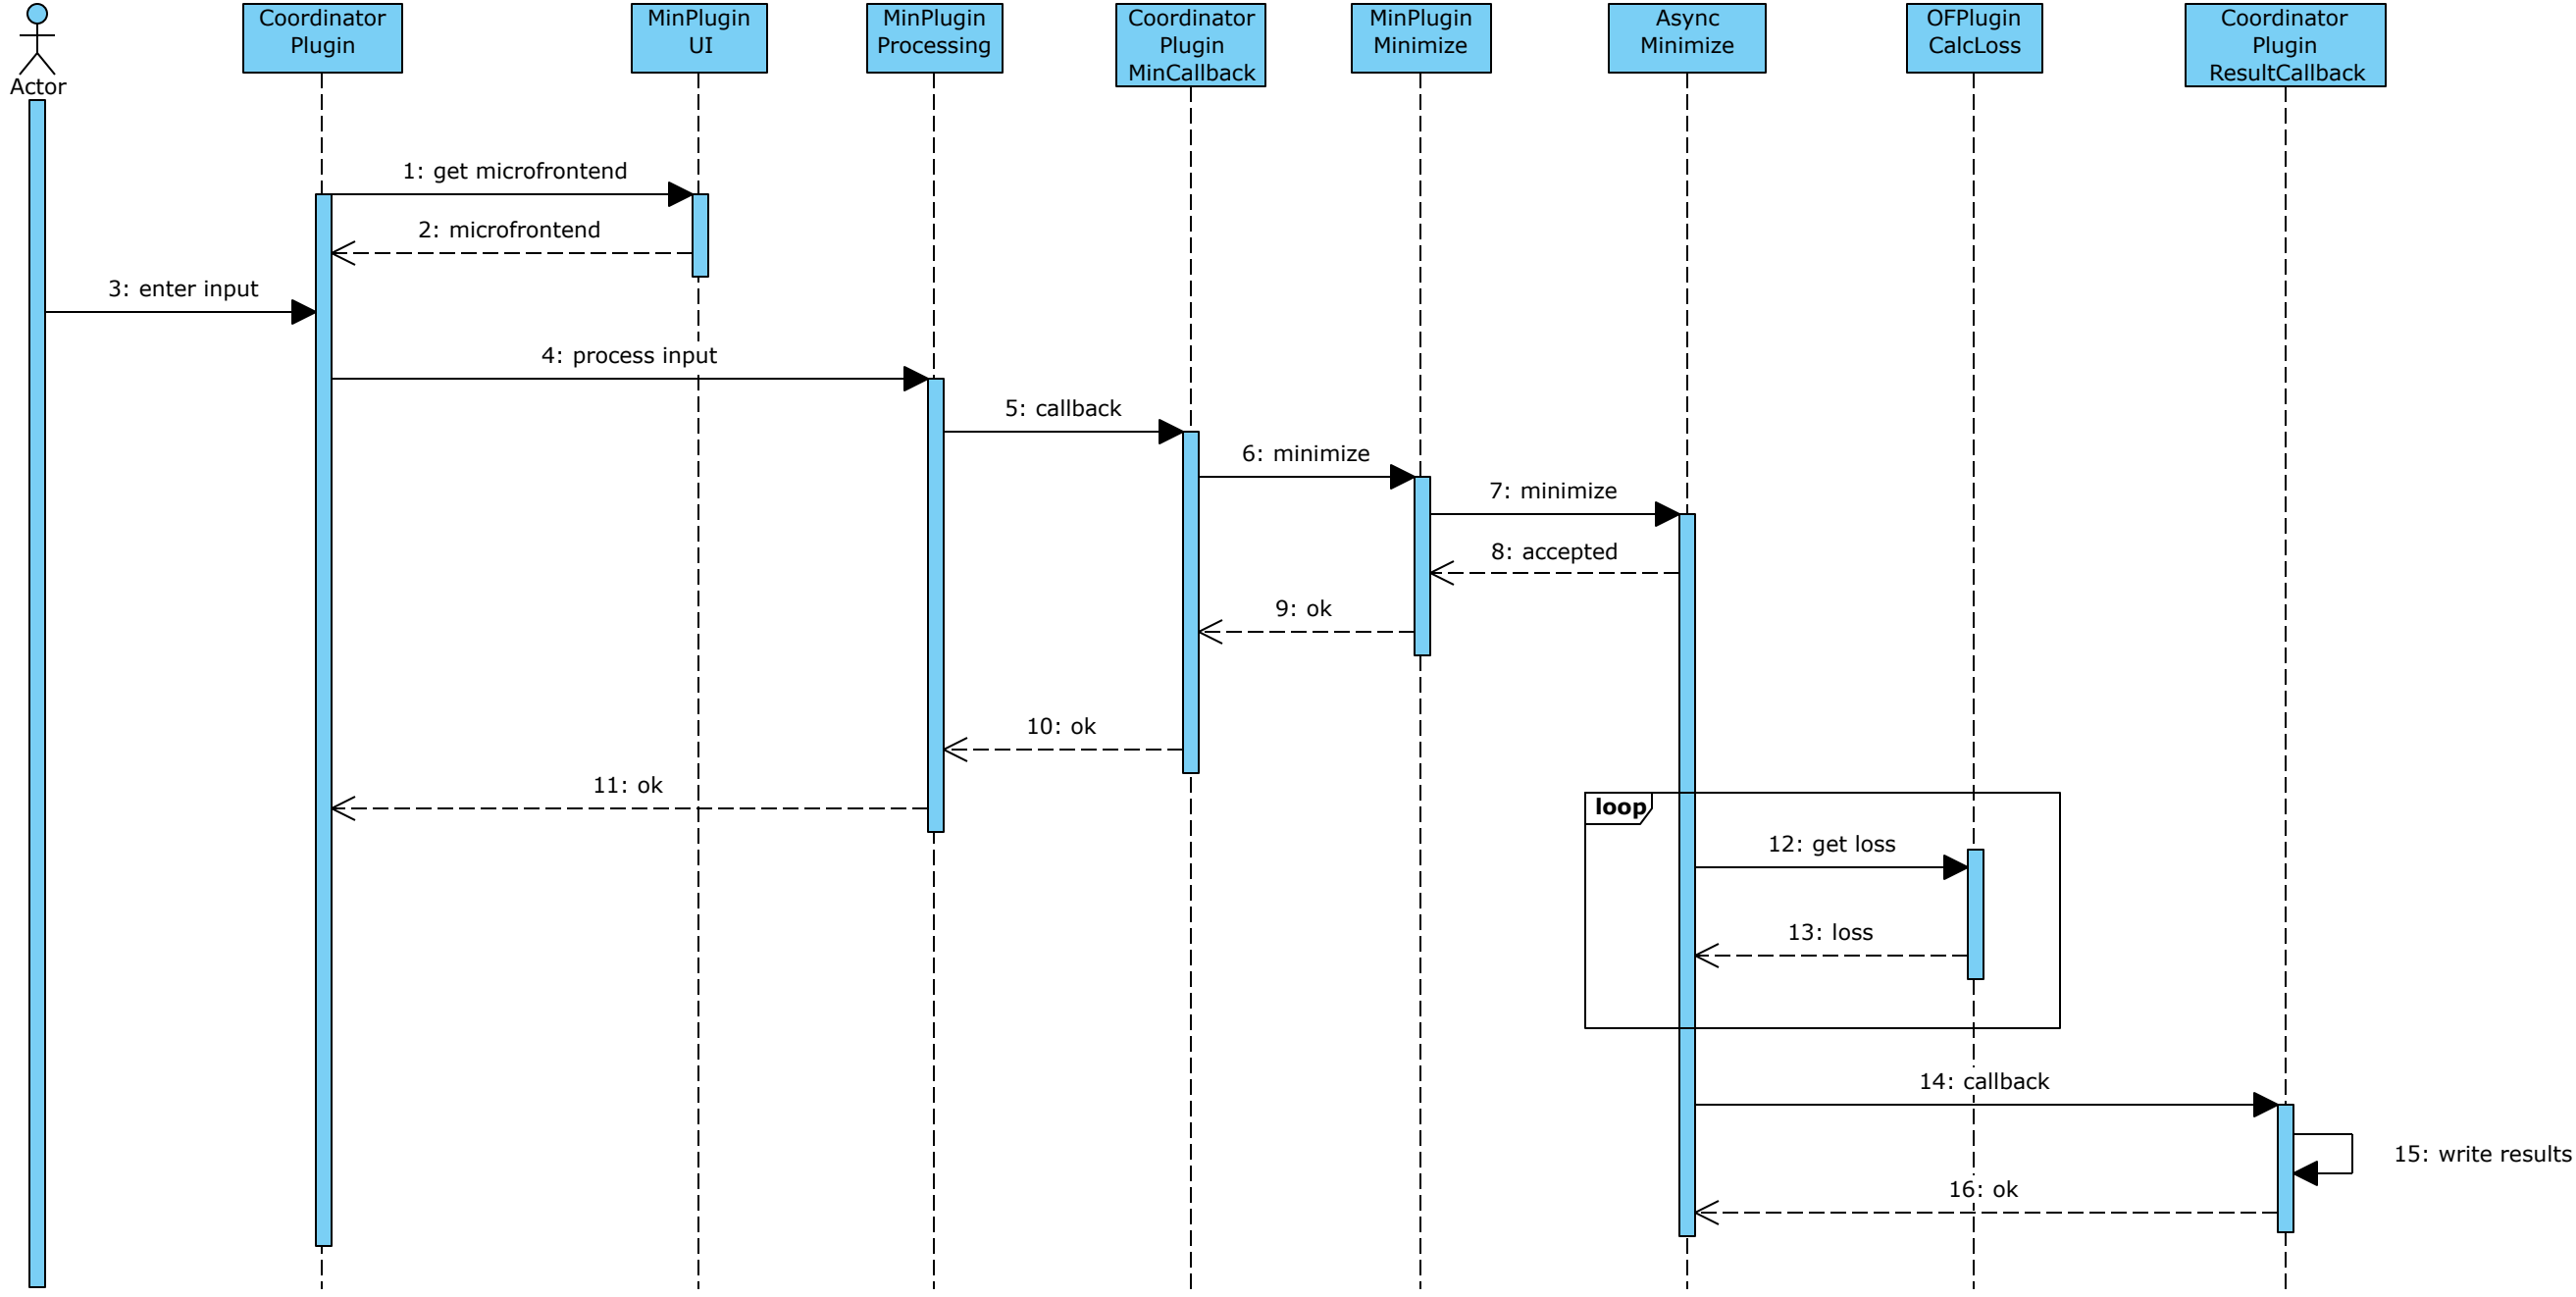 Actor
Coordinator
Plugin
MinPlugin
UI
MinPlugin
Processing
Coordinator
Plugin
MinCallback
MinPlugin
Minimize
Async
Minimize
OFPlugin
CalcLoss
Coordinator
Plugin
ResultCallback
1: get microfrontend
2: microfrontend
3: enter input
4: process input
5: callback
6: minimize
7: minimize
8: accepted
9: ok
10: ok
11: ok
loop
12: get loss
13: loss
14: callback
15: write results
16: ok